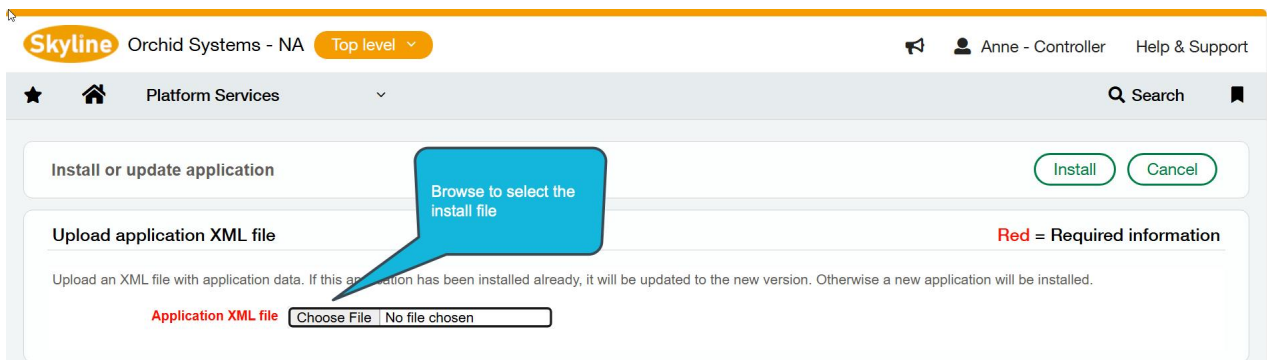 Skyline Orchid Systems - NA Top level Anne - Controller Help & Support
Platform Services Search
Install or update application Install Cancel
Browse to select the
install file
Upload application XML file Red = Required information
Upload an XML file with application data. If this application has been installed already, it will be updated to the new version. Otherwise a new application will be installed.
Application XML file Choose File No file chosen